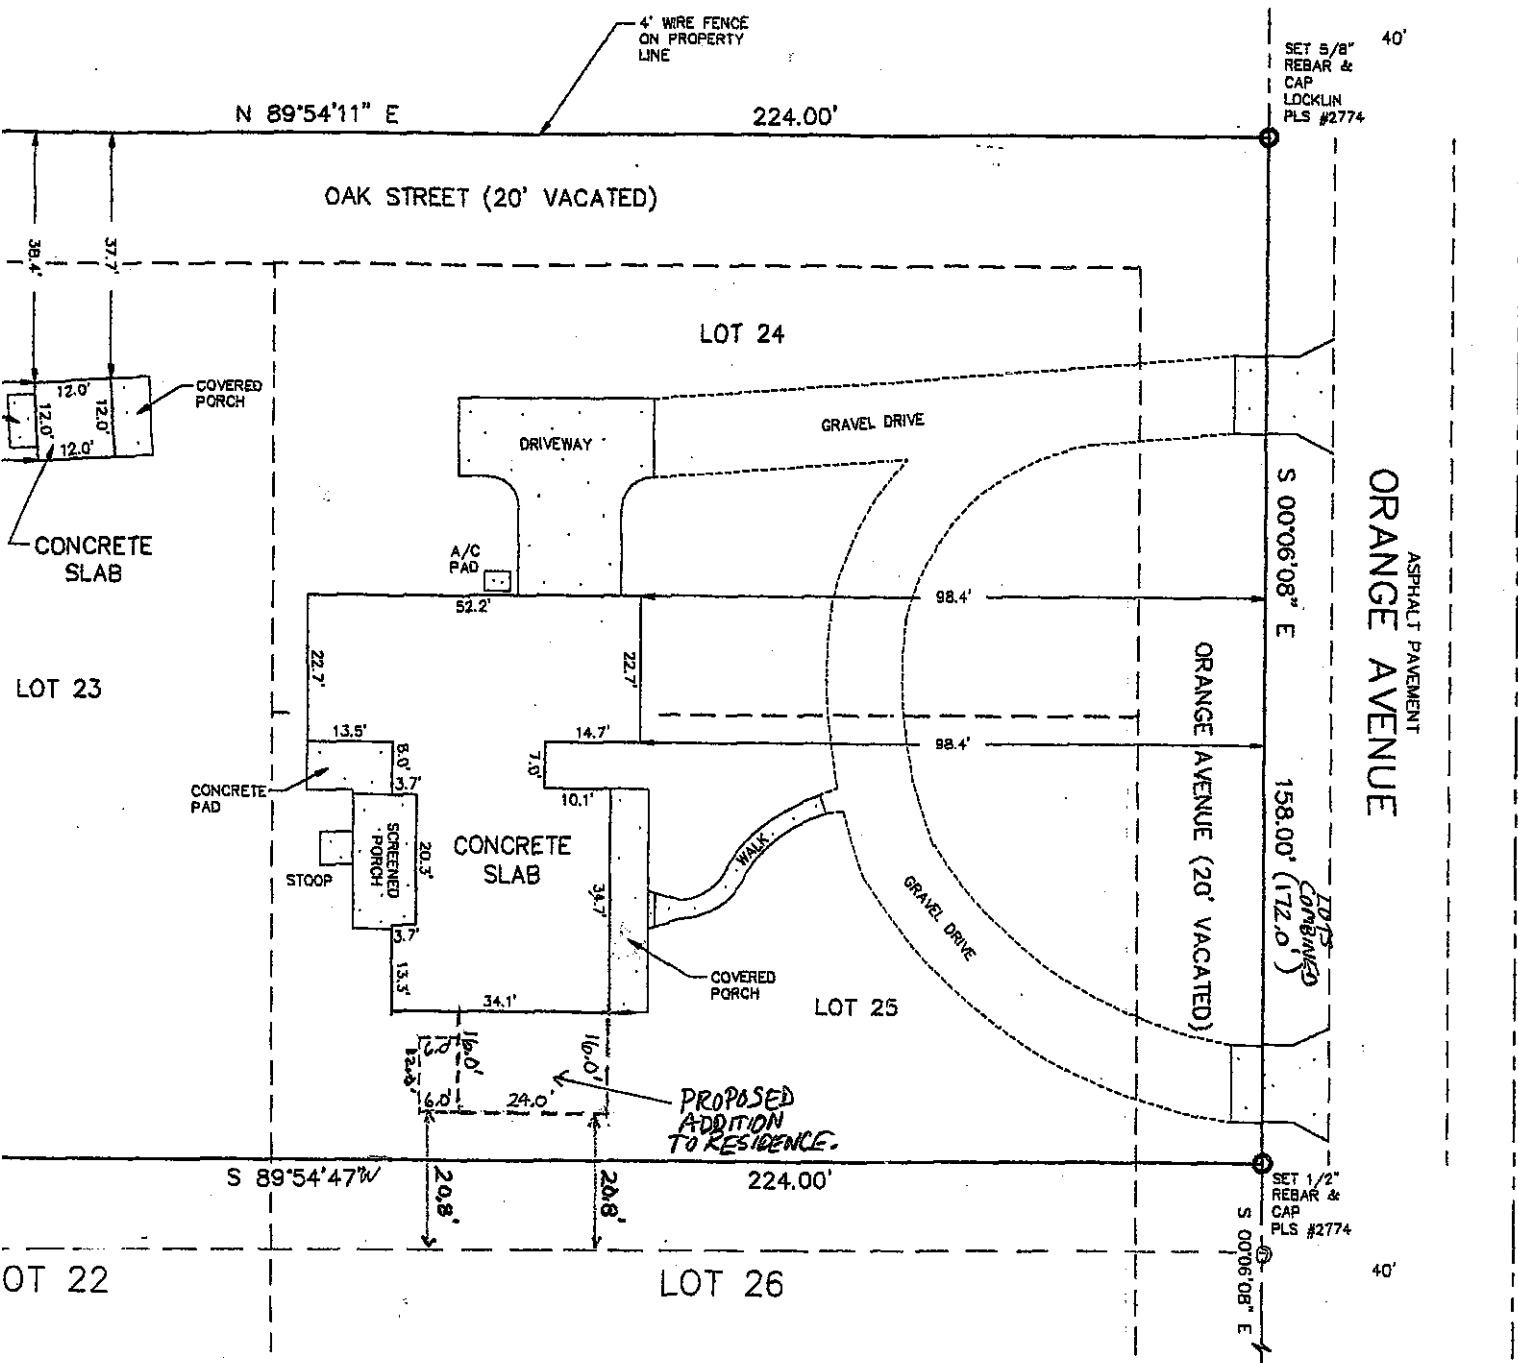 4' WIRE FENCE
ON PROPERTY
LINE
40'
SET 5/8"
REBAR &
CAP
LOCKLIN
PLS #2774
N 89°54'11" E
224.00'
OAK STREET (20' VACATED)
38.4'
37.7'
LOT 24
12.0'
12.0'
12.0'
12.0'
COVERED
PORCH
CONCRETE
SLAB
DRIVEWAY
GRAVEL DRIVE
A/C
PAD
52.2'
98.4'
S 00°06'08" E
ASPHALT PAVEMENT
ORANGE AVENUE
22.7'
22.7'
LOT 23
13.5'
8.0'
3.7'
14.7'
7.0'
10.1'
98.4'
ORANGE AVENUE (20' VACATED)
158.00' (172.0')
LOTS
COMBINED
CONCRETE
PAD
SCREENED
PORCH
20.3'
STOOP
CONCRETE
SLAB
34.7'
WALK
GRAVEL DRIVE
3.7'
13.3'
34.1'
COVERED
PORCH
LOT 25
6.0'
12.0'
16.0'
16.0'
6.0'
24.0'
PROPOSED
ADDITION
TO RESIDENCE.
S 89°54'47"W
224.00'
20.8'
20.8'
SET 1/2"
REBAR &
CAP
PLS #2774
S 00°06'08" E
40'
OT 22
LOT 26